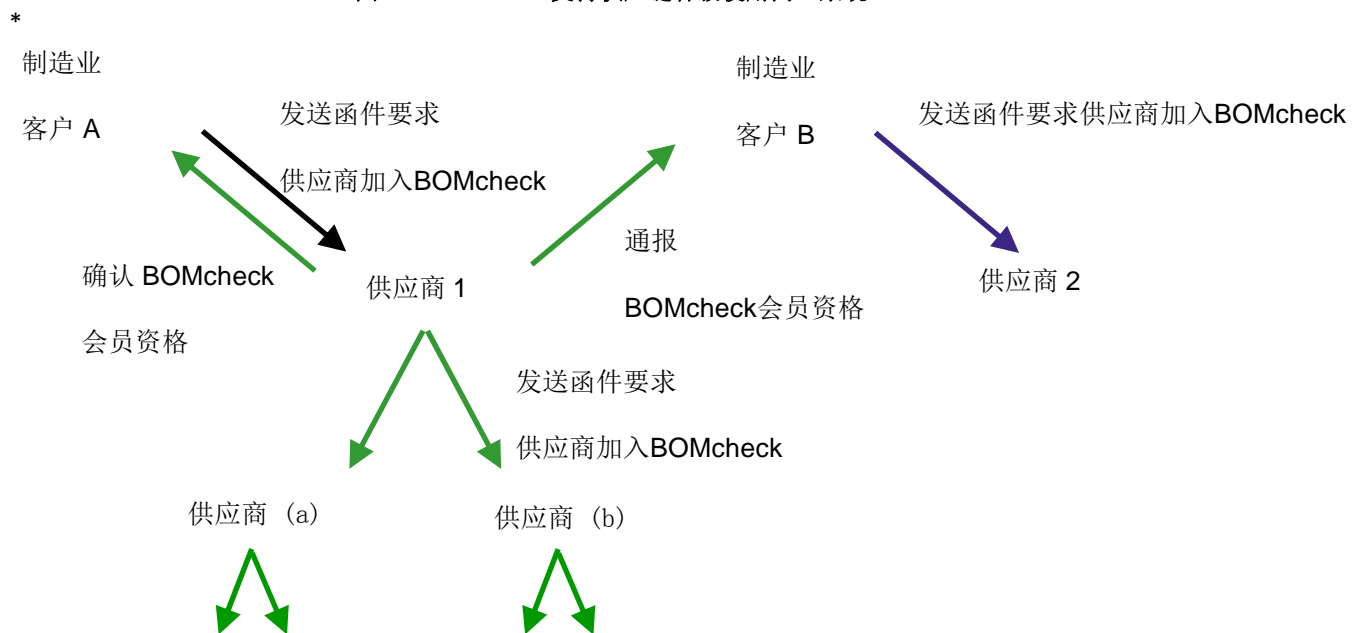 *
制造业
客户 A
发送函件要求
供应商加入BOMcheck
制造业
客户 B
发送函件要求供应商加入BOMcheck
确认 BOMcheck
会员资格
供应商 1
通报
BOMcheck会员资格
供应商 2
发送函件要求
供应商加入BOMcheck
供应商 (a)
供应商 (b)